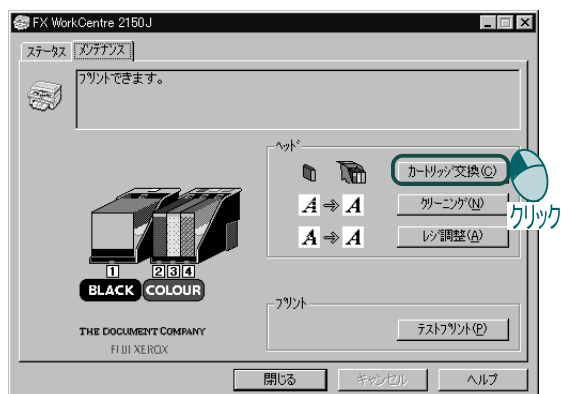 FX WorkCentre 2150J
ステータス メンテナンス
プリントできます。
ヘッド
カートリッジ交換(C)
クリーニング(N)
クリック
レジ調整(A)
A ⇒ A
A ⇒ A
1 2 3 4
BLACK COLOUR
プリント
テストプリント(P)
THE DOCUMENT COMPANY
FUJI XEROX
閉じる キャンセル ヘルプ